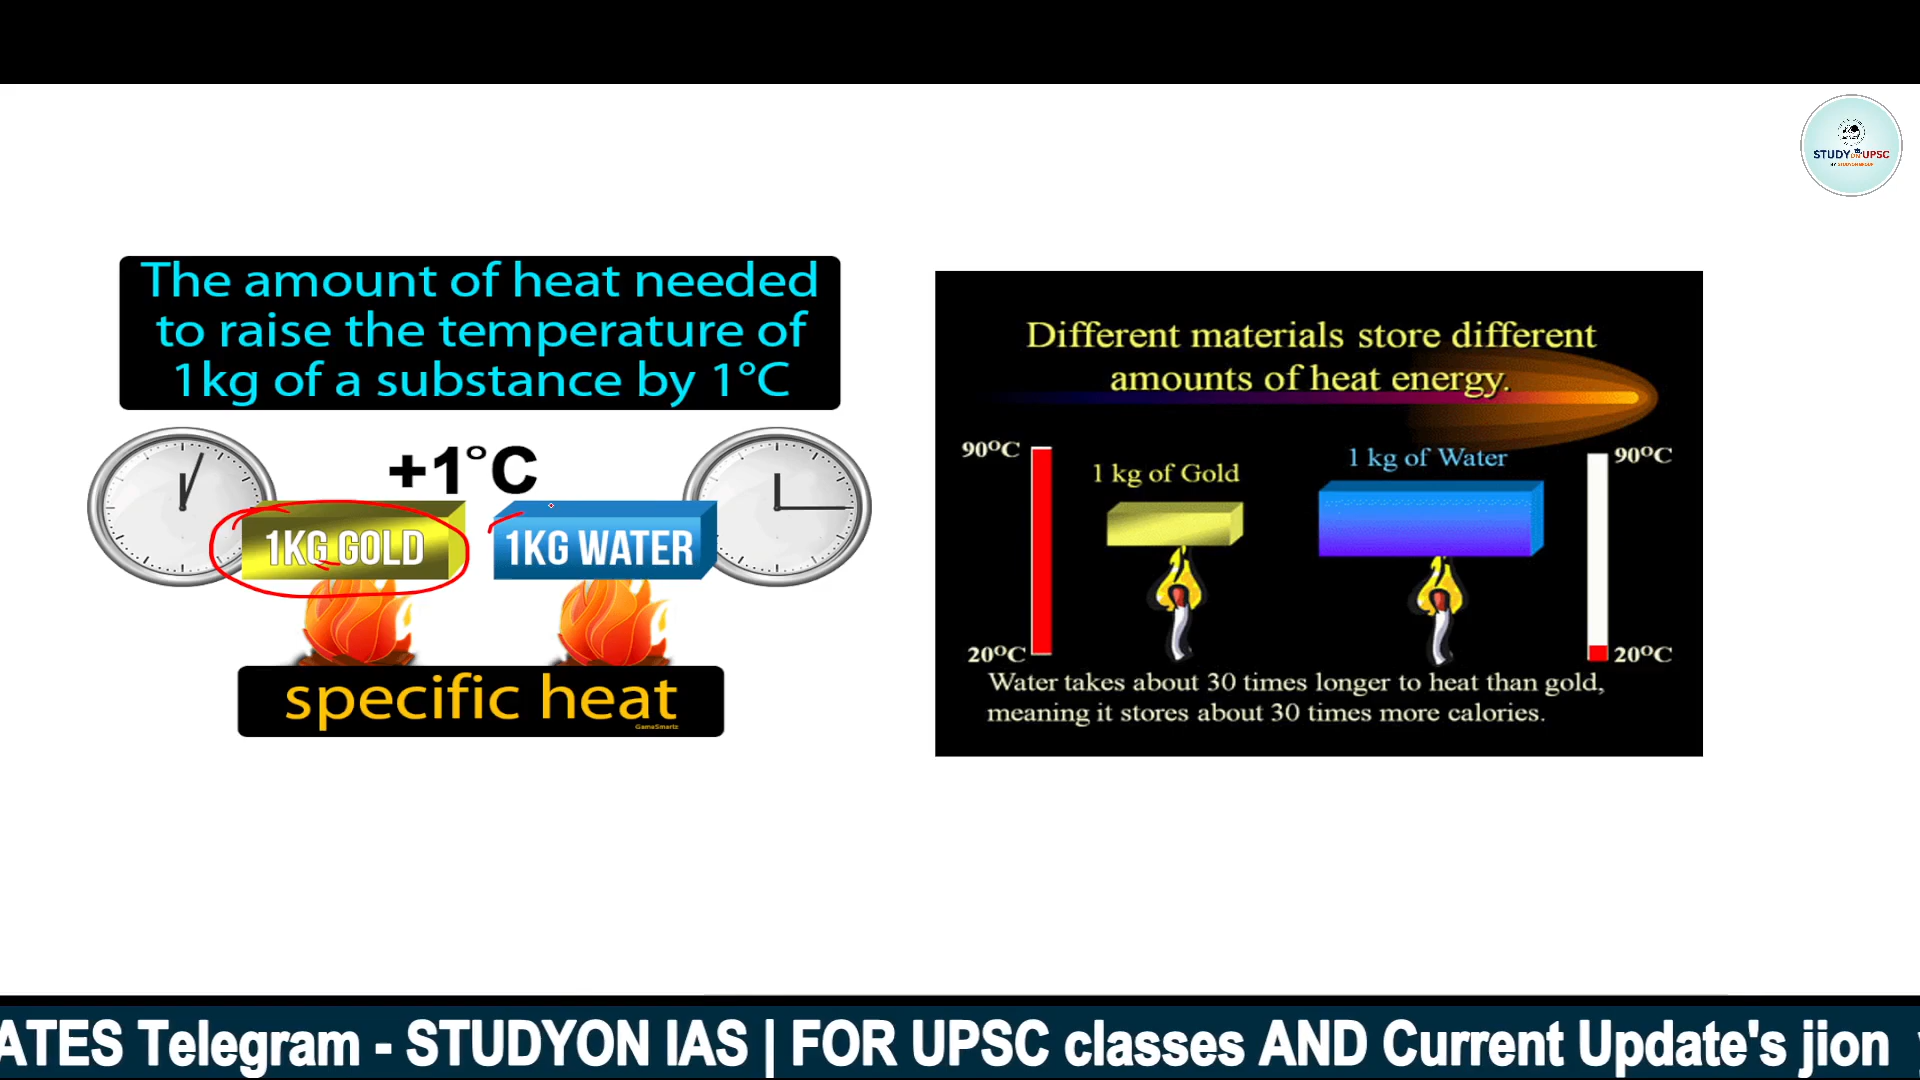 STUDY ON UPSC
The amount of heat needed
to raise the temperature of
1kg of a substance by 1°C
+1°C
1KG GOLD
1KG WATER
specific heat
GameSmartz
Different materials store different
amounts of heat energy.
90°C
1 kg of Gold
1 kg of Water
90°C
20°C
20°C
Water takes about 30 times longer to heat than gold,
meaning it stores about 30 times more calories.
ATES Telegram - STUDYON IAS | FOR UPSC classes AND Current Update's jion